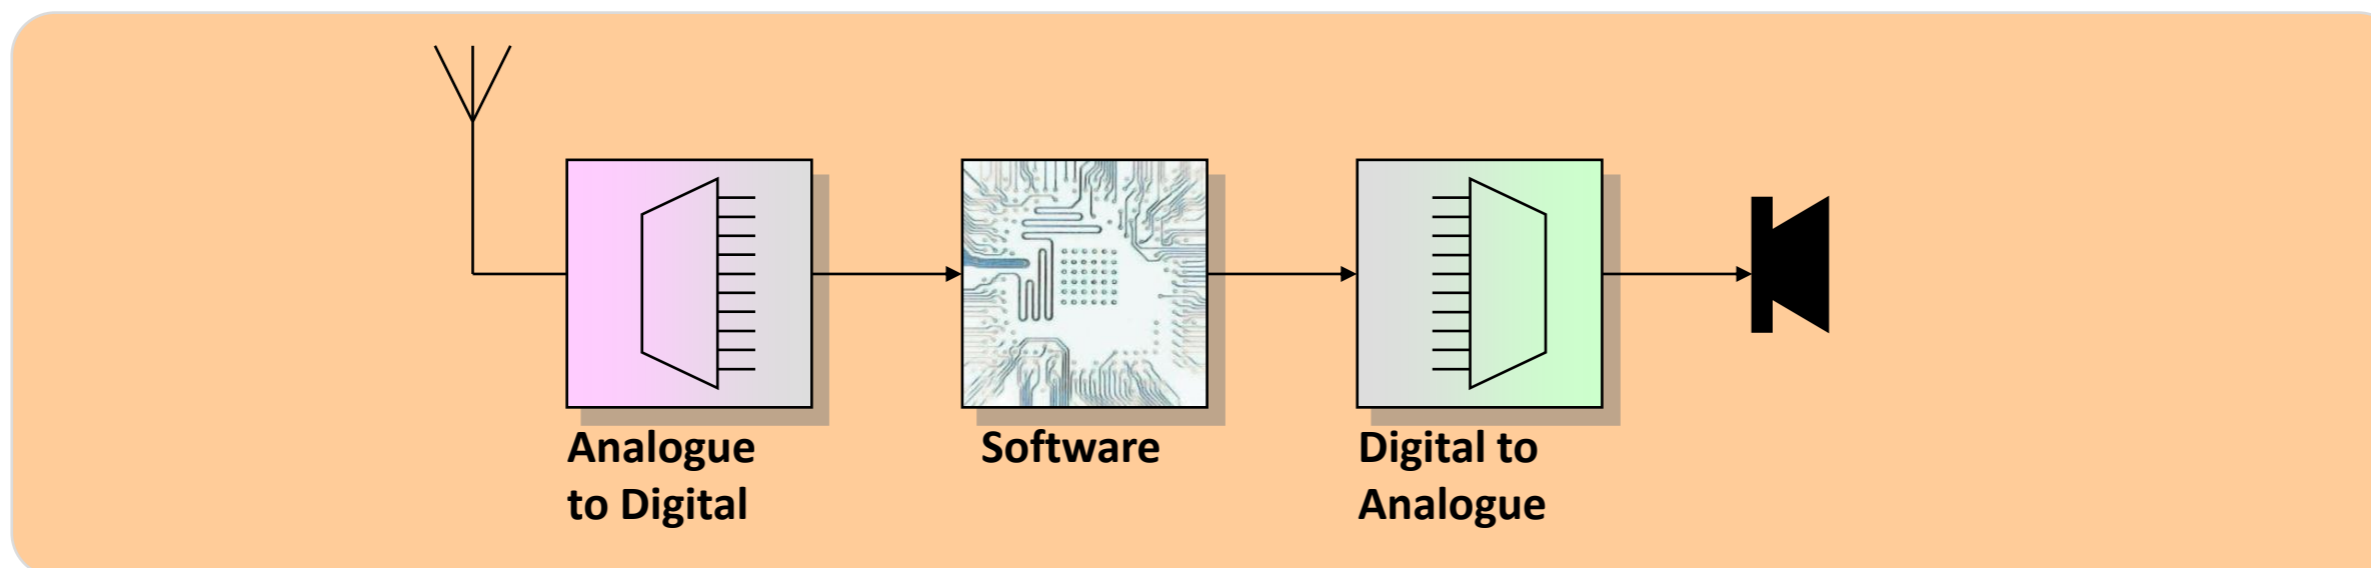 Analogue
to Digital
Software
Digital to
Analogue